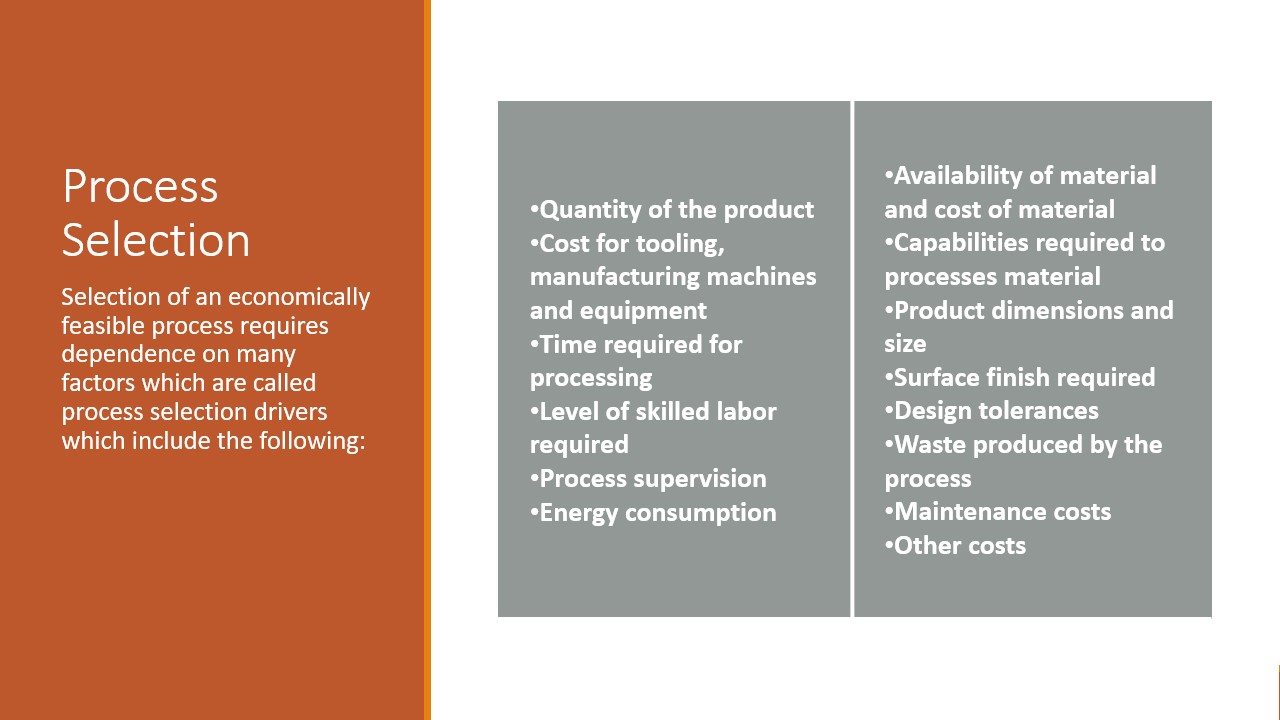 Process
Selection
Selection of an economically
feasible process requires
dependence on many
factors which are called
process selection drivers
which include the following:
•Quantity of the product
•Cost for tooling,
manufacturing machines
and equipment
•Time required for
processing
•Level of skilled labor
required
•Process supervision
•Energy consumption
•Availability of material
and cost of material
•Capabilities required to
processes material
•Product dimensions and
size
•Surface finish required
•Design tolerances
•Waste produced by the
process
•Maintenance costs
•Other costs